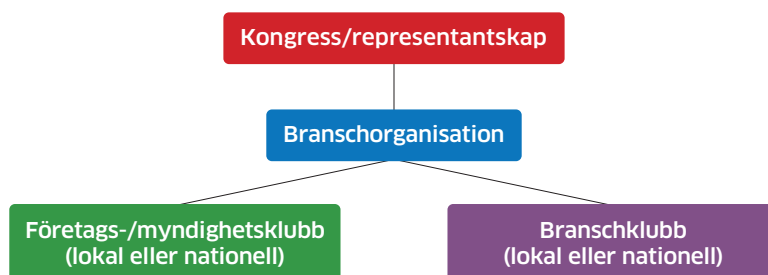 Kongress/representantskap
Branschorganisation
Företags-/myndighetsklubb
(lokal eller nationell)
Branschklubb
(lokal eller nationell)